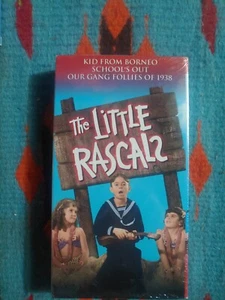 KID FROM BORNEO
SCHOOL'S OUT
OUR GANG FOLLIES OF 1938
THE LITTLE
RASCALS